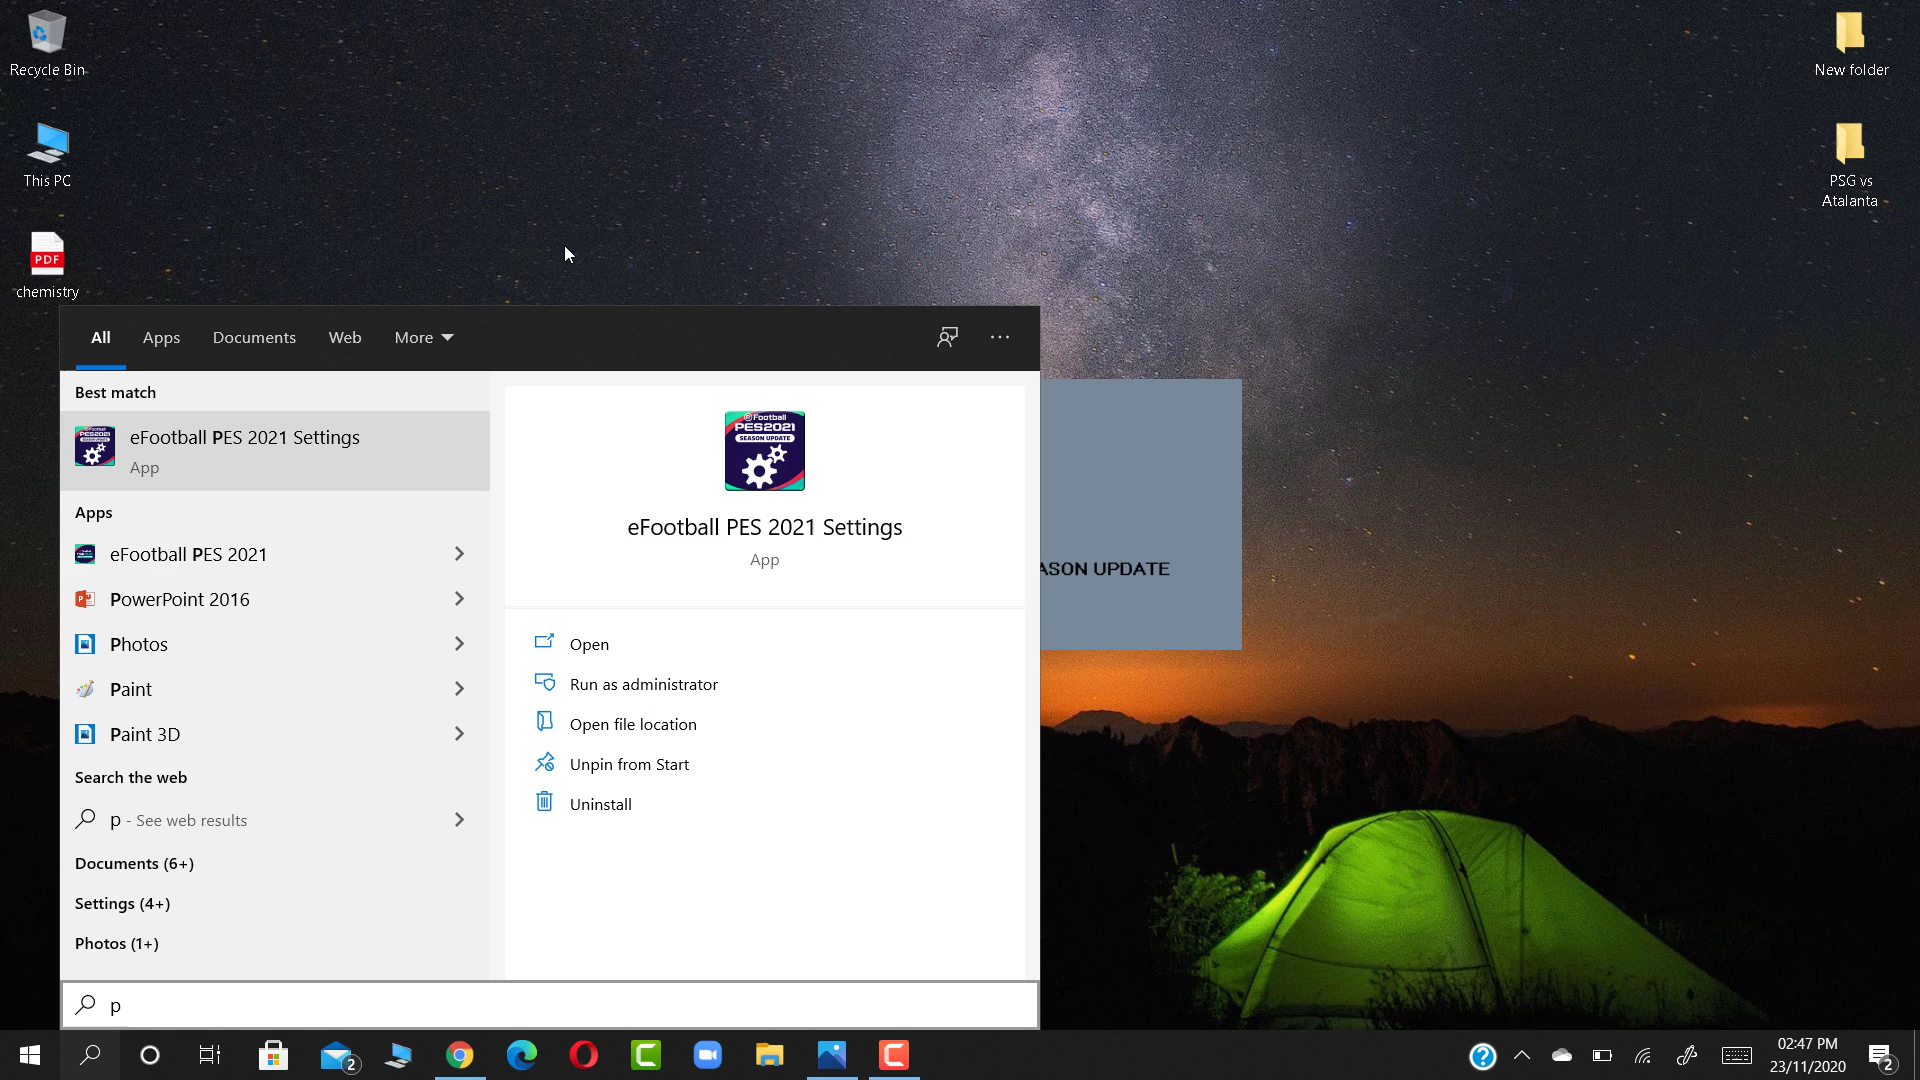 Recycle Bin
This PC
PDF
chemistry
New folder
PSG vs
Atalanta
All
Apps
Documents
Web
More
Best match
eFootball PES 2021 Settings
App
Apps
eFootball PES 2021
PowerPoint 2016
Photos
Paint
Paint 3D
Search the web
p - See web results
Documents (6+)
Settings (4+)
Photos (1+)
eFootball
PES2021
SEASON UPDATE
eFootball PES 2021 Settings
App
Open
Run as administrator
Open file location
Unpin from Start
Uninstall
ASON UPDATE
p
2
02:47 PM
23/11/2020
2